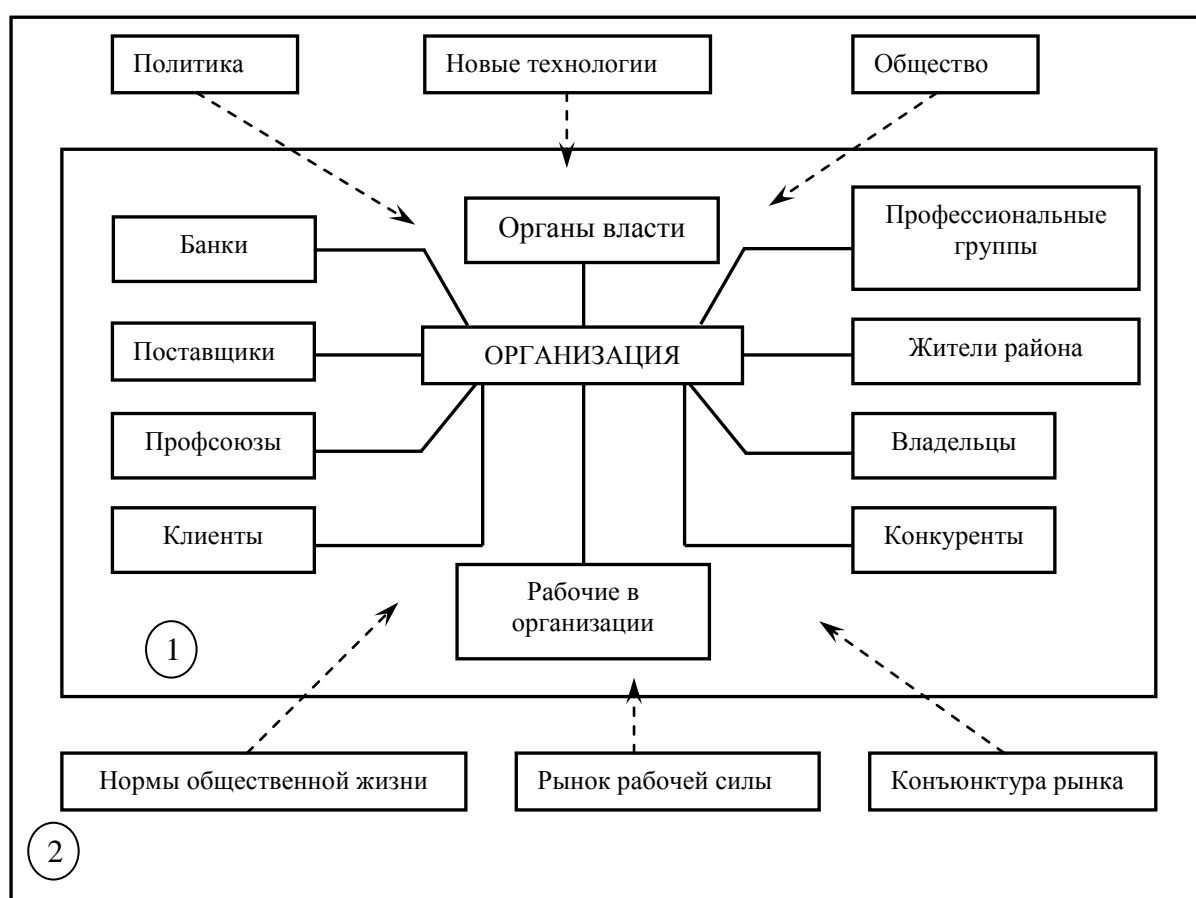 Политика
Новые технологии
Общество
Органы власти
Профессиональные
группы
Банки
Поставщики
ОРГАНИЗАЦИЯ
Жители района
Профсоюзы
Владельцы
Клиенты
Конкуренты
Рабочие в
организации
1
Нормы общественной жизни
Рынок рабочей силы
Конъюнктура рынка
2